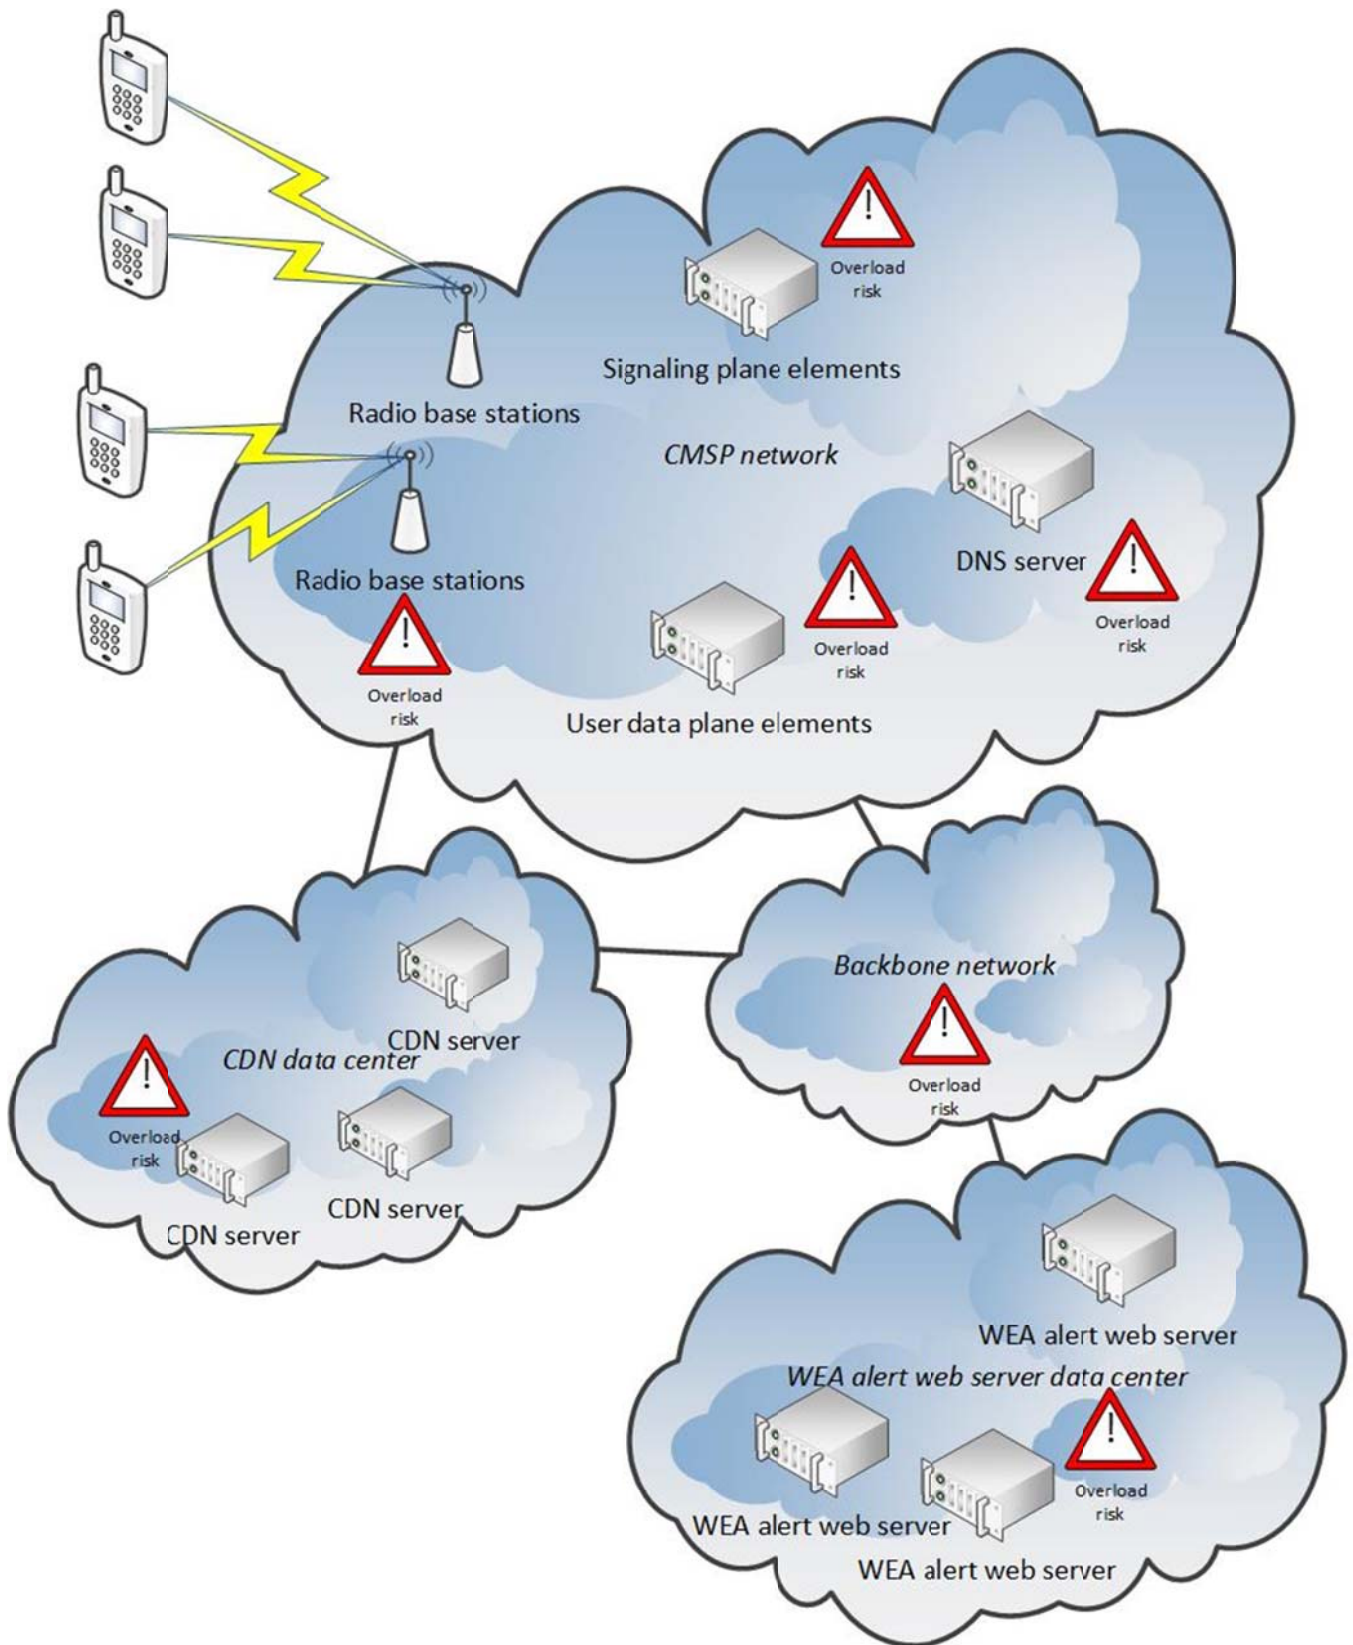 Overload
risk
Signaling plane elements
Radio base stations
CMSP network
DNS server
Radio base stations
Overload
risk
Overload
risk
Overload
risk
User data plane elements
Backbone network
CDN server
CDN data center
Overload
risk
Overload
risk
CDN server
CDN server
WEA alert web server
WEA alert web server data center
Overload
risk
WEA alert web server
WEA alert web server